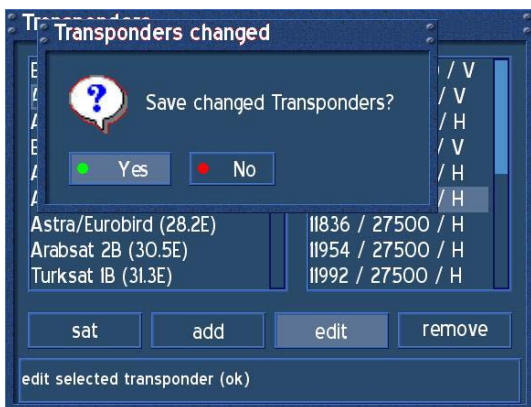 Transponders changed
Save changed Transponders?
Yes
No
/ V
/ V
/ H
/ V
/ H
/ H
Astra/Eurobird (28.2E)
11836 / 27500 / H
Arabsat 2B (30.5E)
11954 / 27500 / H
Turksat 1B (31.3E)
11992 / 27500 / H
sat
add
edit
remove
edit selected transponder (ok)